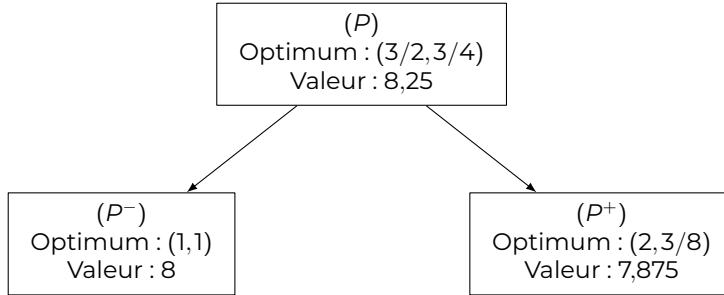 (P)
Optimum : (3/2,3/4)
Valeur : 8,25
(P⁻)
Optimum : (1,1)
Valeur : 8
(P⁺)
Optimum : (2,3/8)
Valeur : 7,875